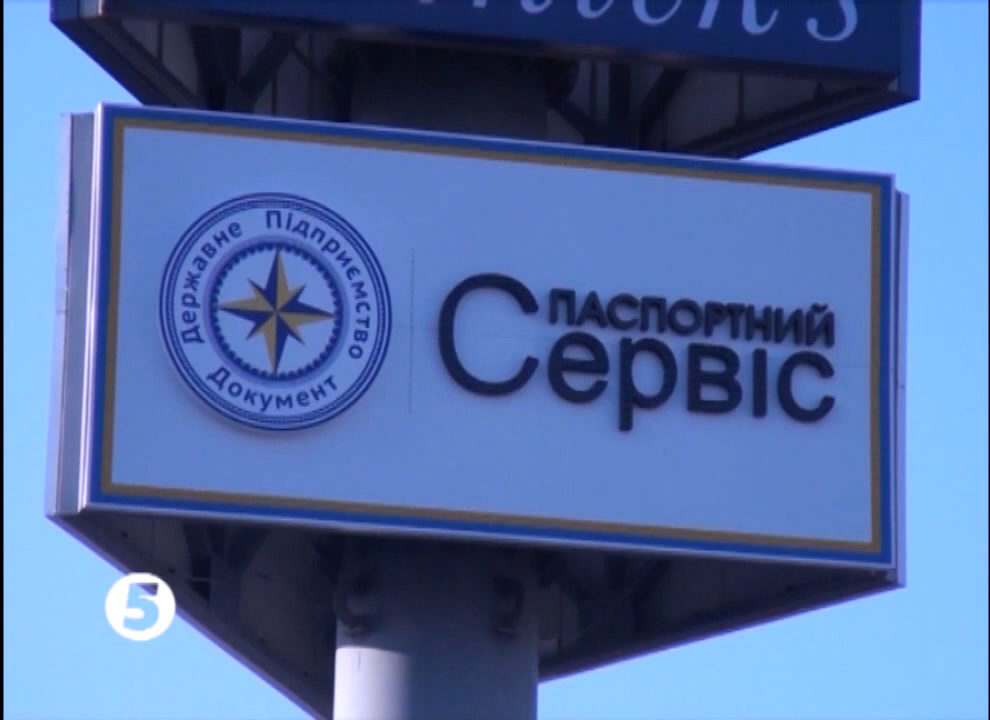 Державне Підприємство
Документ
ПАСПОРТНИЙ
Сервіс
5